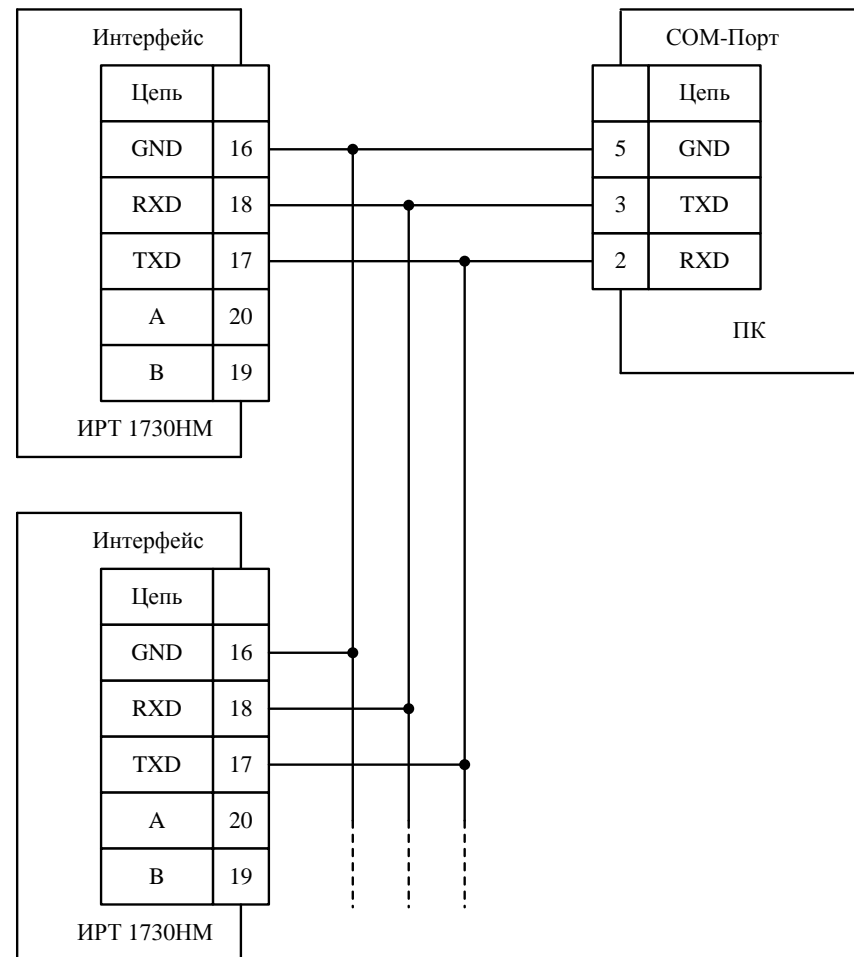 Интерфейс
Цепь
GND 16
RXD 18
TXD 17
A 20
B 19
ИРТ 1730НМ
COM-Порт
Цепь
5 GND
3 TXD
2 RXD
ПК
Интерфейс
Цепь
GND 16
RXD 18
TXD 17
A 20
B 19
ИРТ 1730НМ